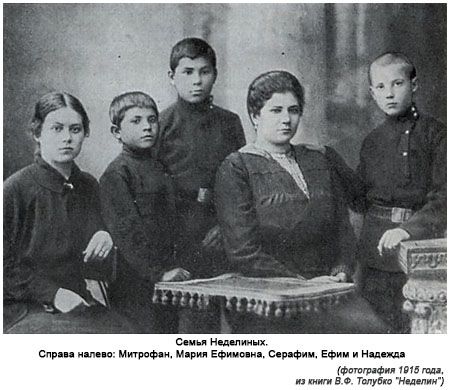 Семья Неделиных.
Справа налево: Митрофан, Мария Ефимовна, Серафим, Ефим и Надежда
(фотография 1915 года,
из книги В.Ф. Толубко "Неделин")